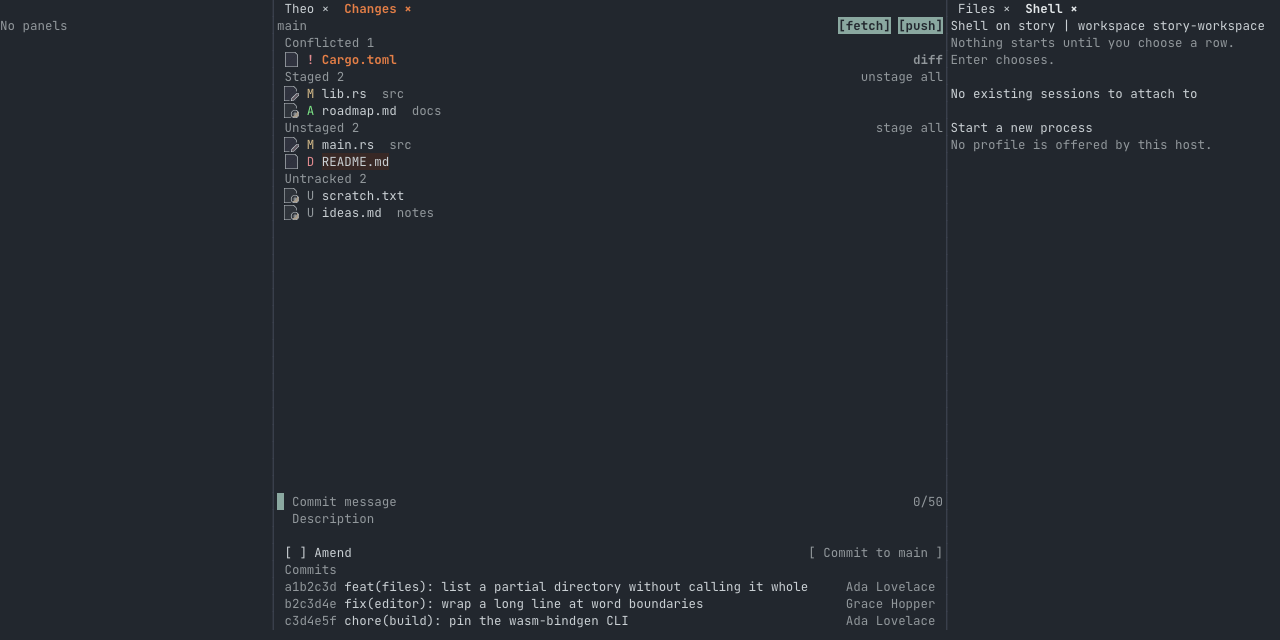 No panels
Theo × Changes ×
main [fetch] [push]
Conflicted 1
! Cargo.toml diff
Staged 2 unstage all
M lib.rs src
A roadmap.md docs
Unstaged 2 stage all
M main.rs src
D README.md
Untracked 2
U scratch.txt
U ideas.md notes
Commit message 0/50
Description
[ ] Amend [ Commit to main ]
Commits
a1b2c3d feat(files): list a partial directory without calling it whole Ada Lovelace
b2c3d4e fix(editor): wrap a long line at word boundaries Grace Hopper
c3d4e5f chore(build): pin the wasm-bindgen CLI Ada Lovelace
Files × Shell ×
Shell on story | workspace story-workspace
Nothing starts until you choose a row.
Enter chooses.
No existing sessions to attach to
Start a new process
No profile is offered by this host.